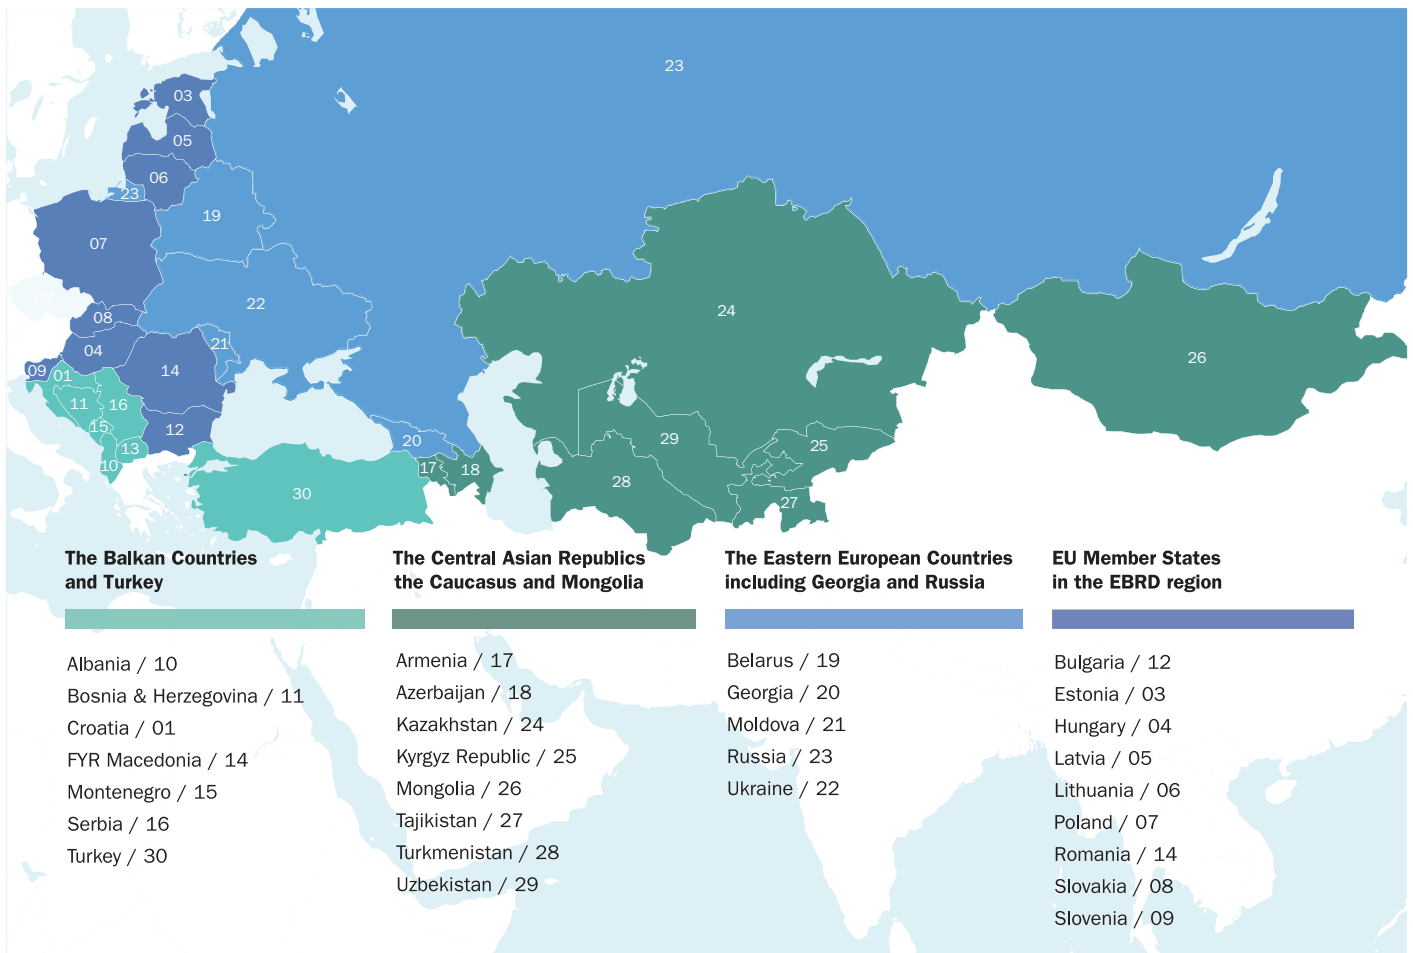 23
03
05
06
23
19
07
02
22
08
24
21
04
26
09
14
01
11
16
15
12
20
29
25
13
10
17
18
28
30
27
The Balkan Countries
and Turkey
Albania / 10
Bosnia & Herzegovina / 11
Croatia / 01
FYR Macedonia / 14
Montenegro / 15
Serbia / 16
Turkey / 30
The Central Asian Republics
the Caucasus and Mongolia
Armenia / 17
Azerbaijan / 18
Kazakhstan / 24
Kyrgyz Republic / 25
Mongolia / 26
Tajikistan / 27
Turkmenistan / 28
Uzbekistan / 29
The Eastern European Countries
including Georgia and Russia
Belarus / 19
Georgia / 20
Moldova / 21
Russia / 23
Ukraine / 22
EU Member States
in the EBRD region
Bulgaria / 12
Estonia / 03
Hungary / 04
Latvia / 05
Lithuania / 06
Poland / 07
Romania / 14
Slovakia / 08
Slovenia / 09